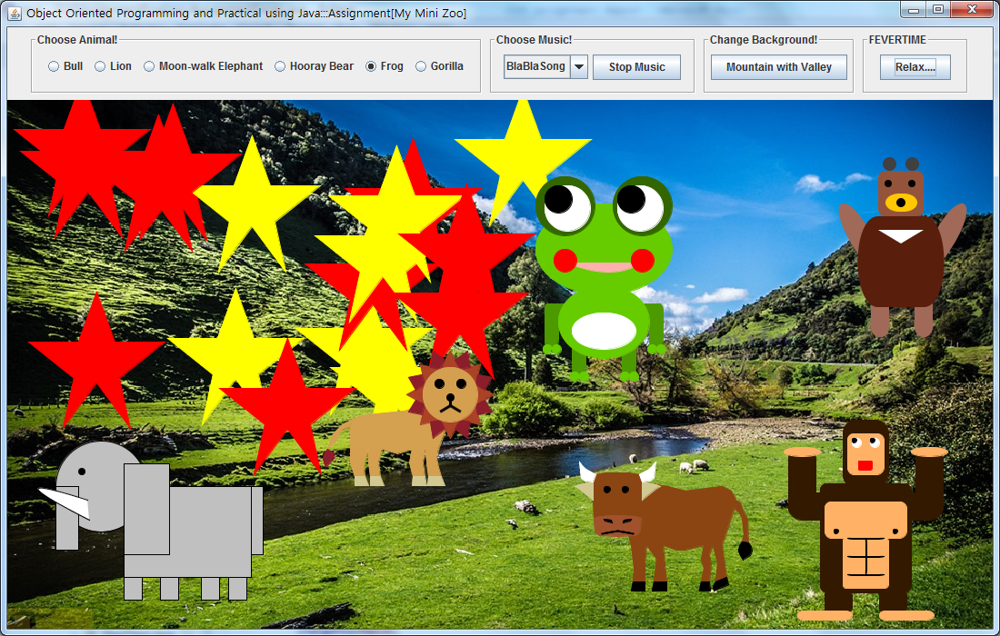 Object Oriented Programming and Practical using Java:::Assignment[My Mini Zoo]
Choose Animal!
Bull Lion Moon-walk Elephant Hooray Bear Frog Gorilla
Choose Music!
BlaBlaSong Stop Music
Change Background!
Mountain with Valley
FEVERTIME
Relax....